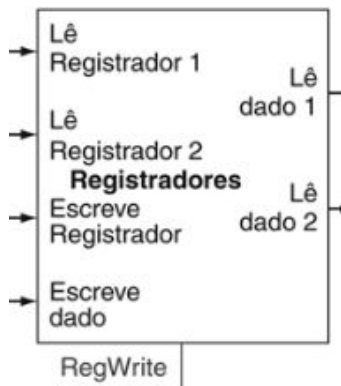 Lê
Registrador 1
Lê
dado 1
Lê
Registrador 2
Registradores
Lê
dado 2
Escreve
Registrador
Escreve
dado
RegWrite